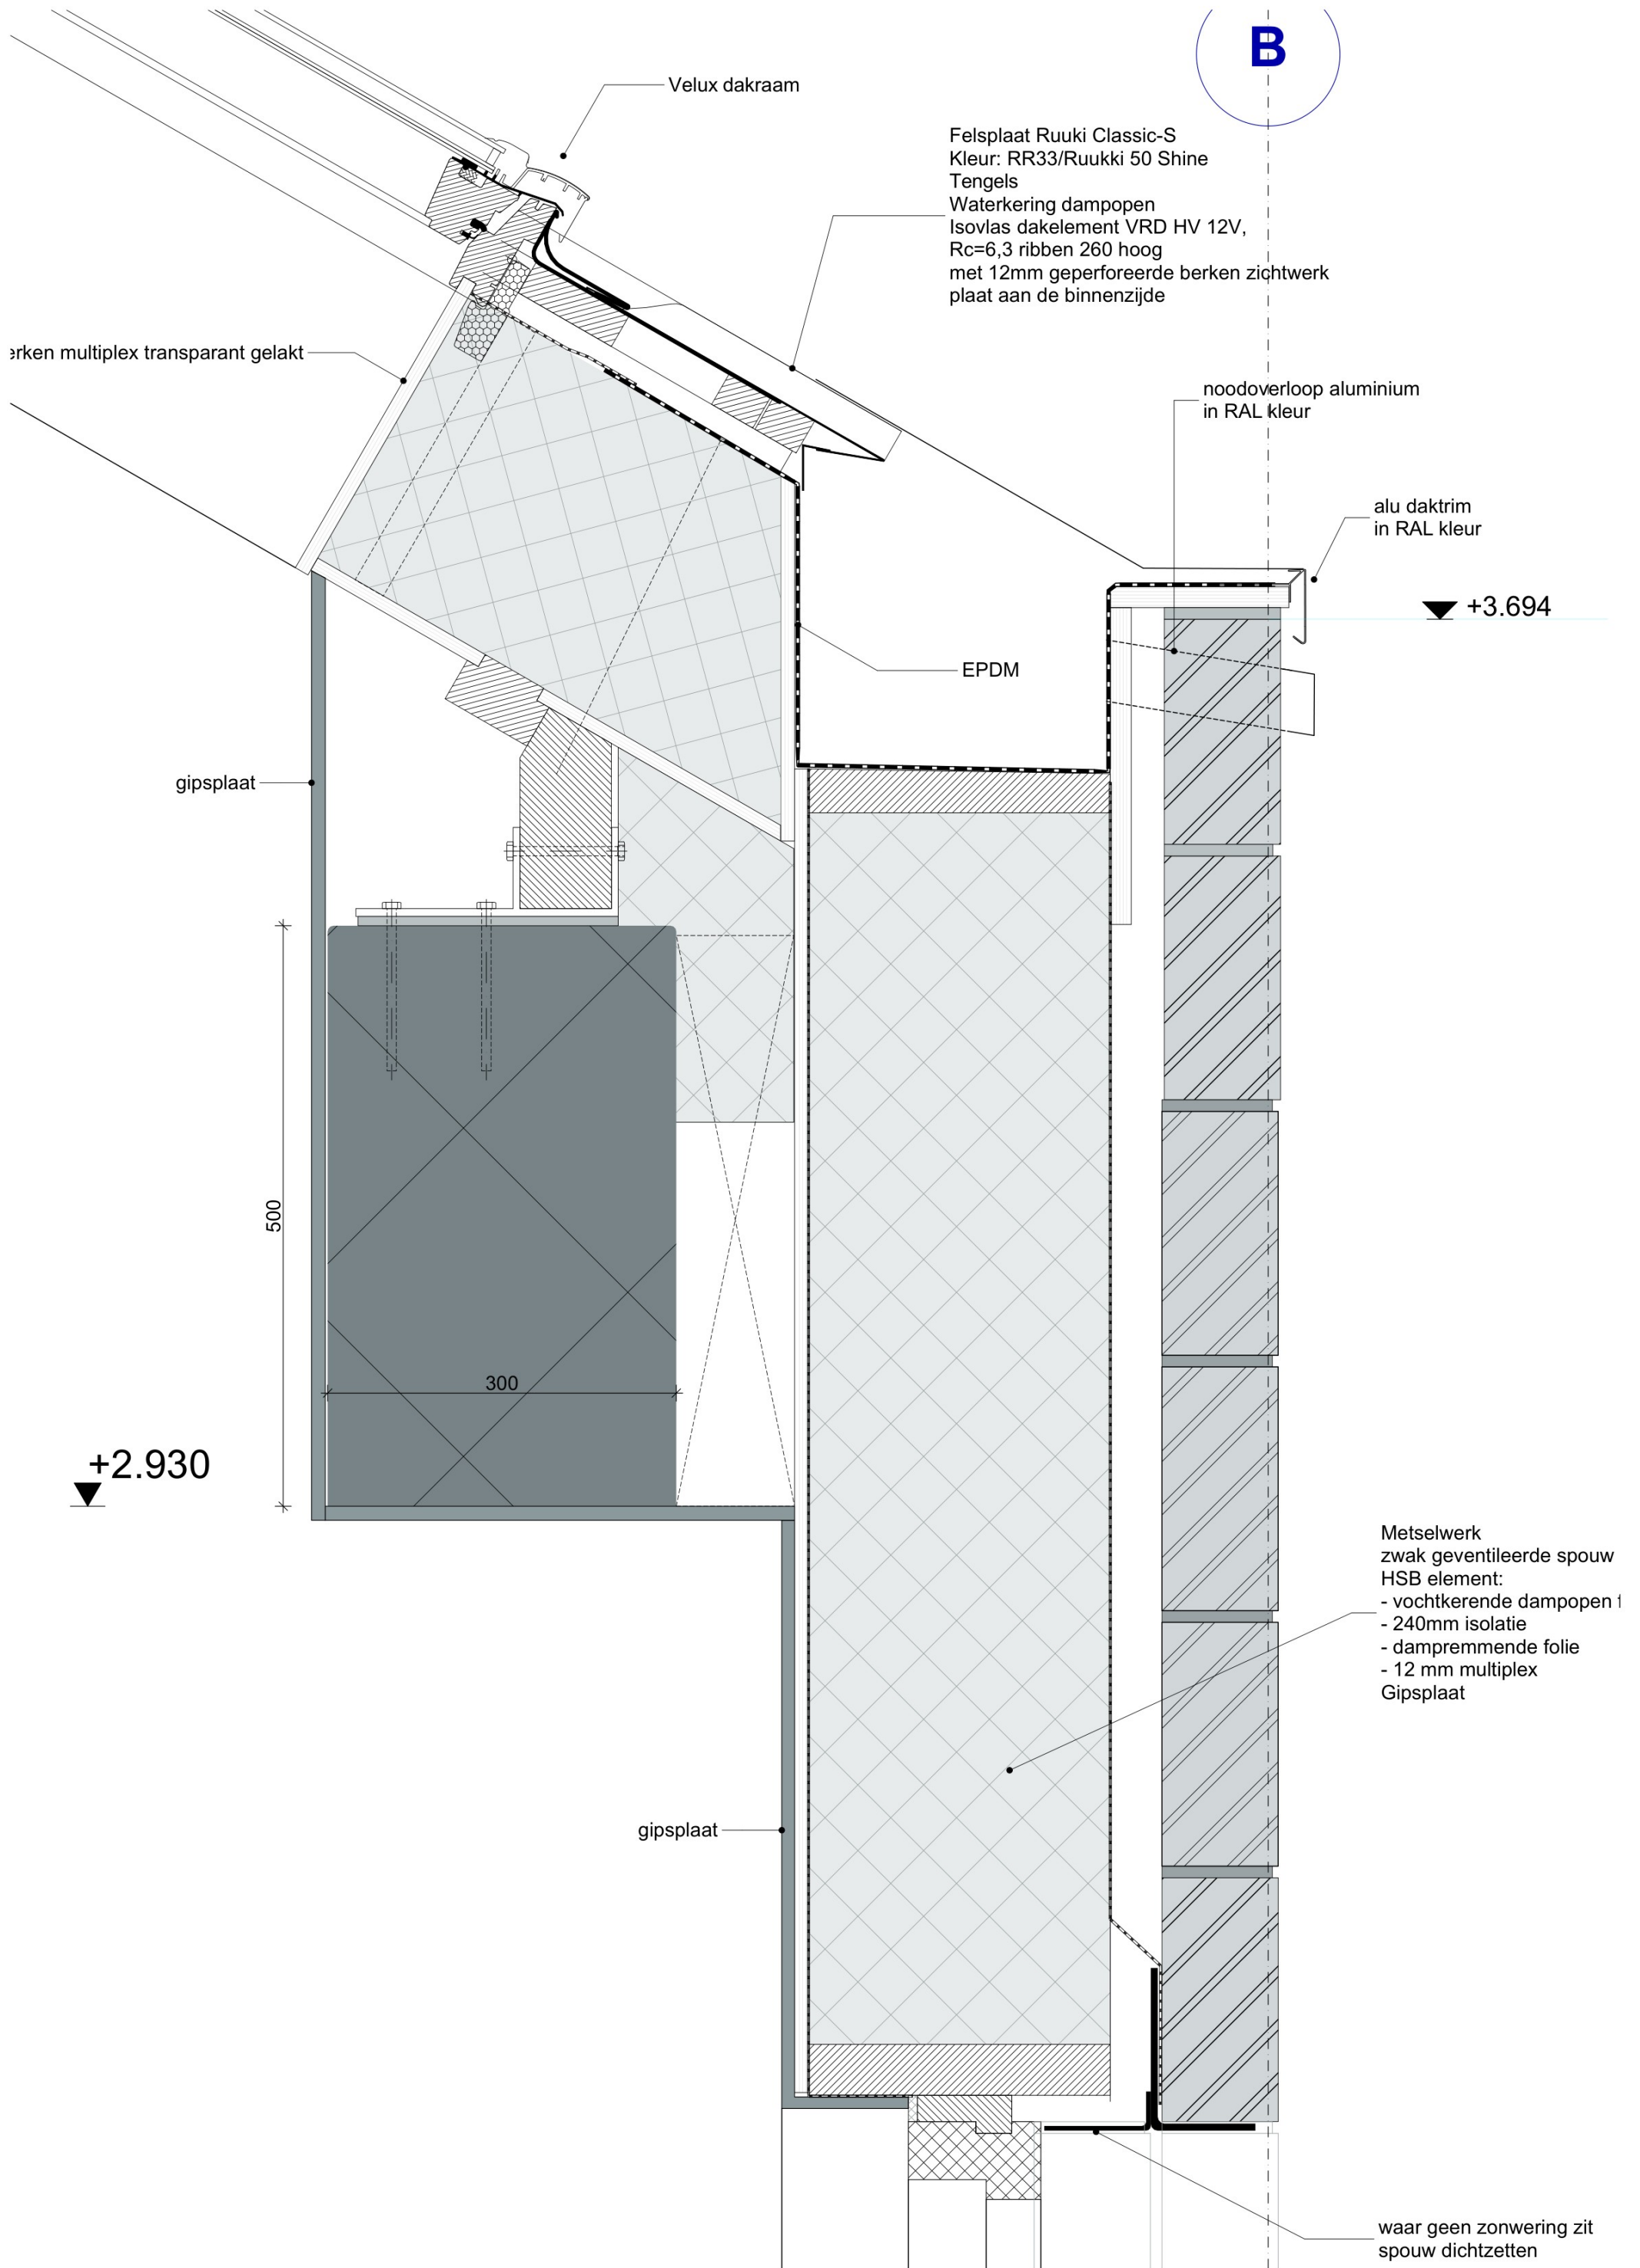 B
Velux dakraam
Felsplaat Ruuki Classic-S
Kleur: RR33/Ruukki 50 Shine
Tengels
Waterkering dampopen
Isovlas dakelement VRD HV 12V,
Rc=6,3 ribben 260 hoog
met 12mm geperforeerde berken zichtwerk
plaat aan de binnenzijde
erken multiplex transparant gelakt
noodoverloop aluminium
in RAL kleur
alu daktrim
in RAL kleur
+3.694
EPDM
gipsplaat
500
300
+2.930
Metselwerk
zwak geventileerde spouw
HSB element:
- vochtkerende dampopen
- 240mm isolatie
- dampremmende folie
- 12 mm multiplex
Gipsplaat
gipsplaat
waar geen zonwering zit
spouw dichtzetten